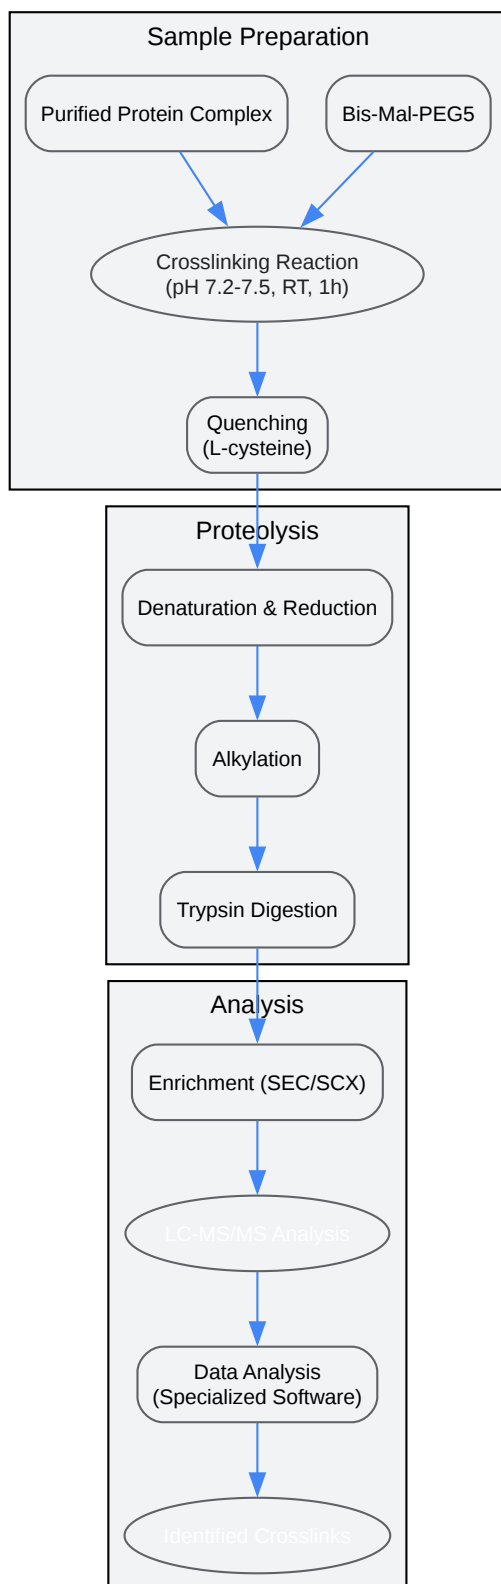 Sample Preparation
Purified Protein Complex
Bis-Mal-PEG5
Crosslinking Reaction
(pH 7.2-7.5, RT, 1h)
Quenching
(L-cysteine)
Proteolysis
Denaturation & Reduction
Alkylation
Trypsin Digestion
Analysis
Enrichment (SEC/SCX)
LC-MS/MS Analysis
Data Analysis
(Specialized Software)
Identified Crosslinks